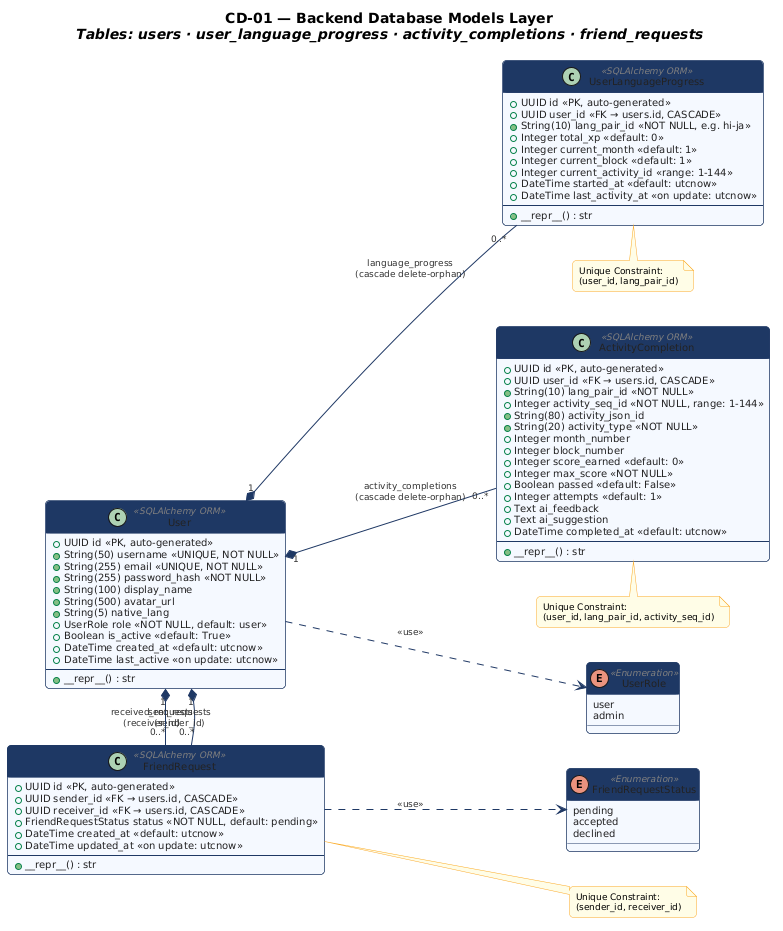 CD-01 — Backend Database Models Layer
Tables: users · user_language_progress · activity_completions · friend_requests
C
«SQLAlchemy ORM»
UserLanguageProgress
UUID id «PK, auto-generated»
UUID user_id «FK → users.id, CASCADE»
String(10) lang_pair_id «NOT NULL, e.g. hi-ja»
Integer total_xp «default: 0»
Integer current_month «default: 1»
Integer current_block «default: 1»
Integer current_activity_id «range: 1-144»
DateTime started_at «default: utcnow»
DateTime last_activity_at «on update: utcnow»
__repr__() : str
0..*
language_progress
(cascade delete-orphan)
1
Unique Constraint:
(user_id, lang_pair_id)
C
«SQLAlchemy ORM»
ActivityCompletion
UUID id «PK, auto-generated»
UUID user_id «FK → users.id, CASCADE»
String(10) lang_pair_id «NOT NULL»
Integer activity_seq_id «NOT NULL, range: 1-144»
String(80) activity_json_id
String(20) activity_type «NOT NULL»
Integer month_number
Integer block_number
Integer score_earned «default: 0»
Integer max_score «NOT NULL»
Boolean passed «default: False»
Integer attempts «default: 1»
Text ai_feedback
Text ai_suggestion
DateTime completed_at «default: utcnow»
__repr__() : str
activity_completions
(cascade delete-orphan)
0..*
1
Unique Constraint:
(user_id, lang_pair_id, activity_seq_id)
C
«SQLAlchemy ORM»
User
UUID id «PK, auto-generated»
String(50) username «UNIQUE, NOT NULL»
String(255) email «UNIQUE, NOT NULL»
String(255) password_hash «NOT NULL»
String(100) display_name
String(500) avatar_url
String(5) native_lang
UserRole role «NOT NULL, default: user»
Boolean is_active «default: True»
DateTime created_at «default: utcnow»
DateTime last_active «on update: utcnow»
__repr__() : str
«use»
E
«Enumeration»
UserRole
user
admin
1
1
0..*
0..*
C
«SQLAlchemy ORM»
FriendRequest
UUID id «PK, auto-generated»
UUID sender_id «FK → users.id, CASCADE»
UUID receiver_id «FK → users.id, CASCADE»
FriendRequestStatus status «NOT NULL, default: pending»
DateTime created_at «default: utcnow»
DateTime updated_at «on update: utcnow»
__repr__() : str
«use»
E
«Enumeration»
FriendRequestStatus
pending
accepted
declined
Unique Constraint:
(sender_id, receiver_id)